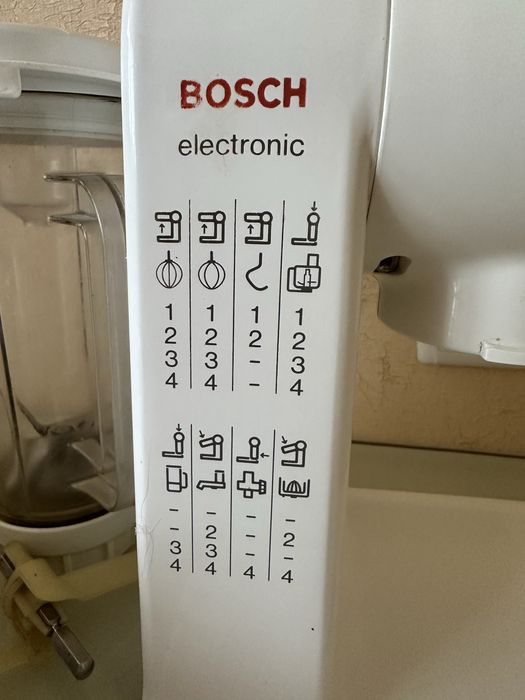 BOSCH
electronic
1 1 1 1
2 2 2 2
3 3 - 3
4 4 - 4
- - - -
- 2 - 2
3 3 - -
4 4 4 4